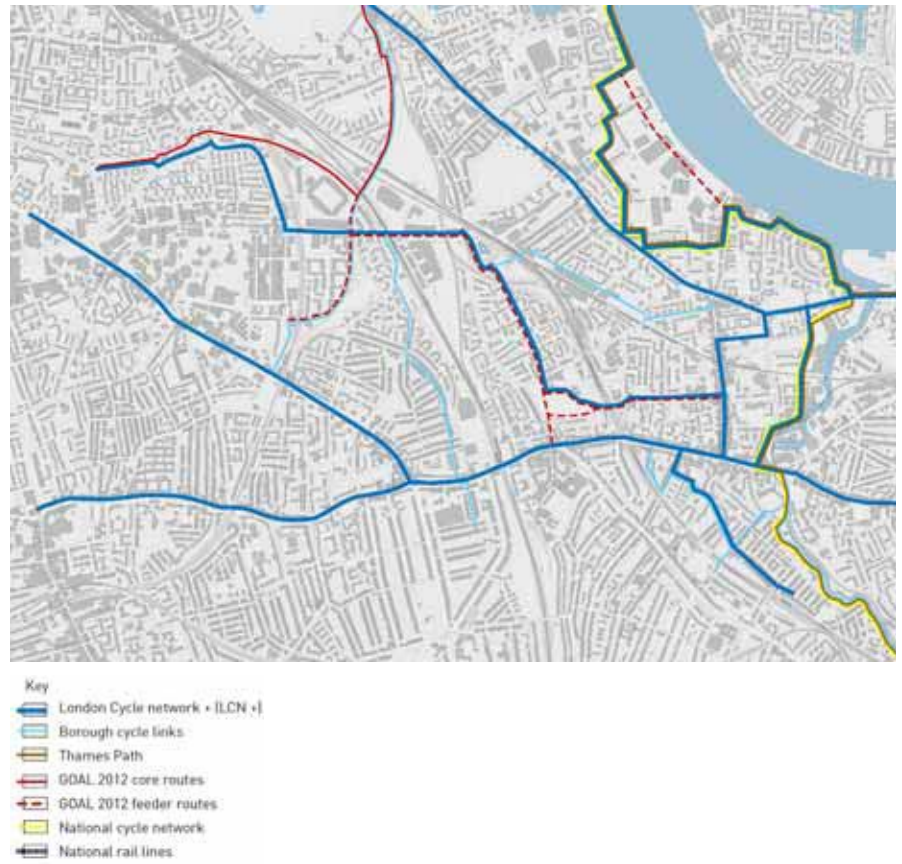 Key
London Cycle network + (LCN +)
Borough cycle links
Thames Path
GOAL 2012 core routes
GOAL 2012 feeder routes
National cycle network
National rail lines